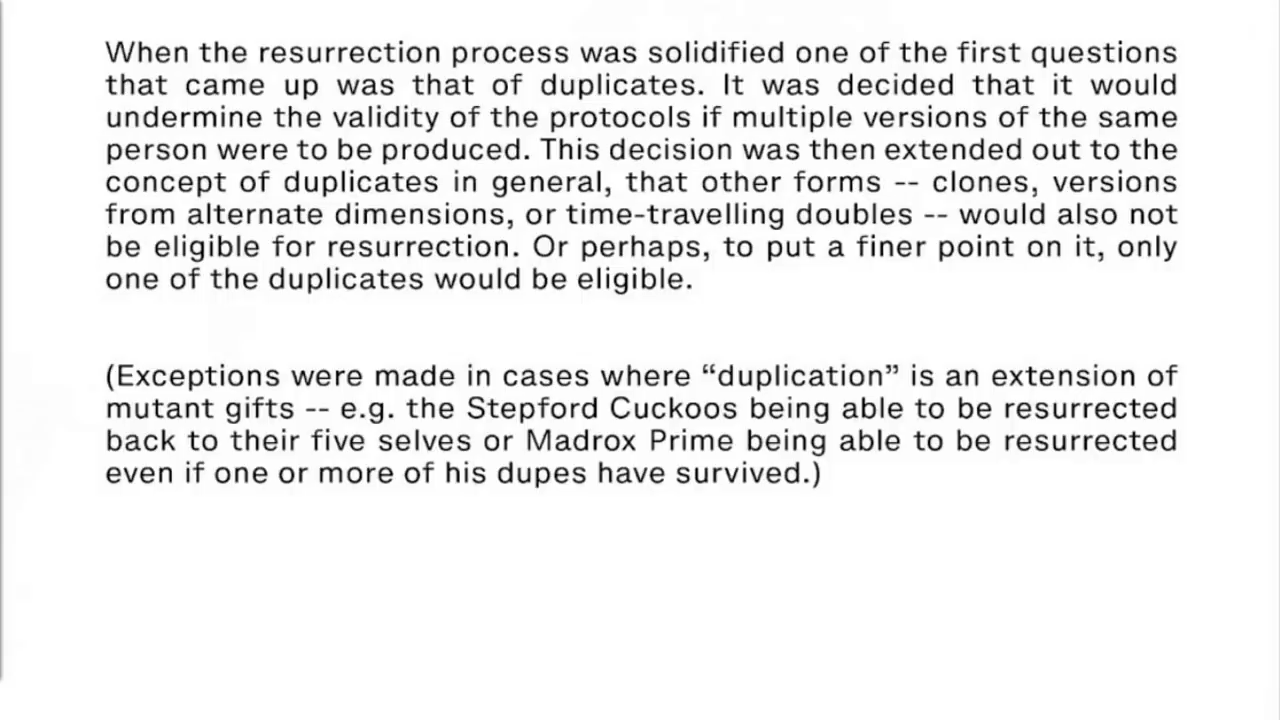 When the resurrection process was solidified one of the first questions
that came up was that of duplicates. It was decided that it would
undermine the validity of the protocols if multiple versions of the same
person were to be produced. This decision was then extended out to the
concept of duplicates in general, that other forms -- clones, versions
from alternate dimensions, or time-travelling doubles -- would also not
be eligible for resurrection. Or perhaps, to put a finer point on it, only
one of the duplicates would be eligible.
(Exceptions were made in cases where “duplication” is an extension of
mutant gifts -- e.g. the Stepford Cuckoos being able to be resurrected
back to their five selves or Madrox Prime being able to be resurrected
even if one or more of his dupes have survived.)